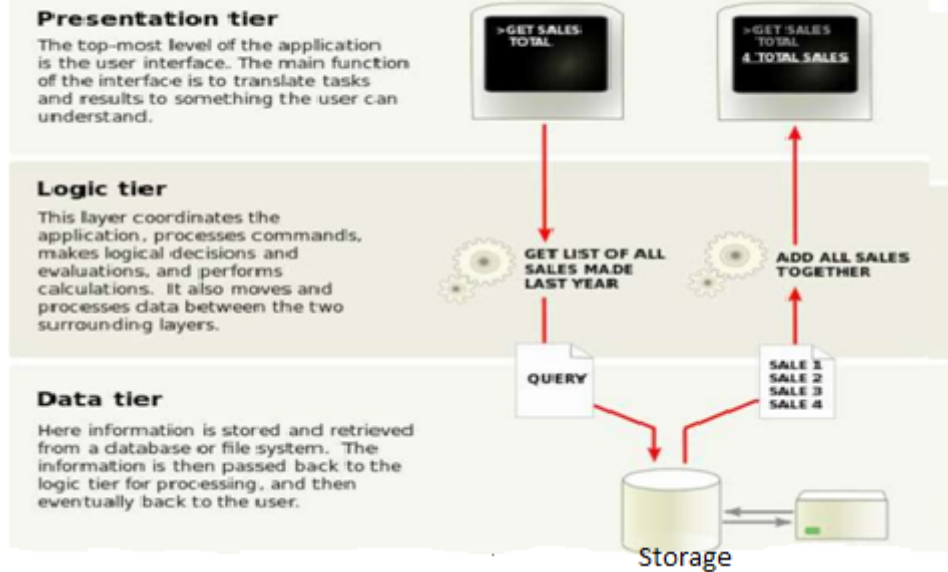 Presentation tier
The top-most level of the application
is the user interface. The main function
of the interface is to translate tasks
and results to something the user can
understand.
>GET SALES
TOTAL
>GET SALES
TOTAL
4 TOTAL SALES
Logic tier
This layer coordinates the
application, processes commands,
makes logical decisions and
evaluations, and performs
calculations. It also moves and
processes data between the two
surrounding layers.
GET LIST OF ALL
SALES MADE
LAST YEAR
ADD ALL SALES
TOGETHER
Data tier
Here information is stored and retrieved
from a database or file system. The
information is then passed back to the
logic tier for processing, and then
eventually back to the user.
QUERY
SALE 1
SALE 2
SALE 3
SALE 4
Storage